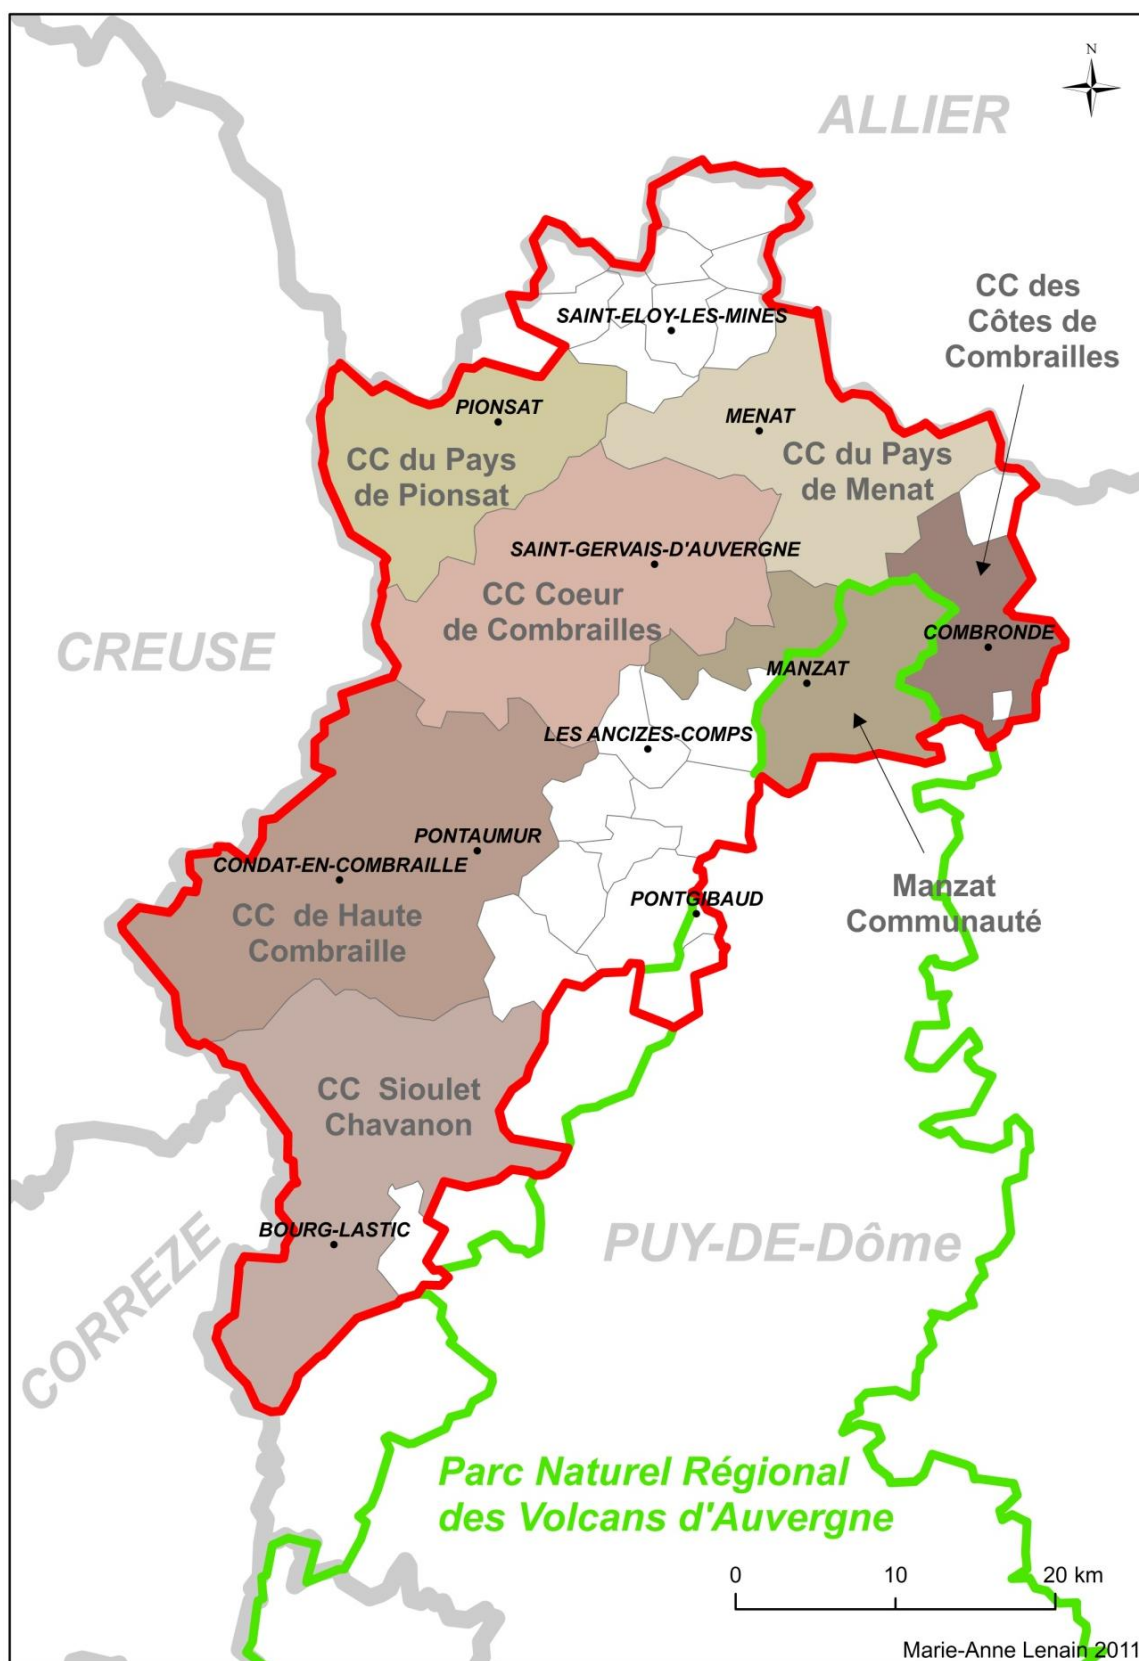 N
ALLIER
CC des
Côtes de
Combrailles
SAINT-ELOY-LES-MINES
PIONSAT
MENAT
CC du Pays
de Pionsat
CC du Pays
de Menat
SAINT-GERVAIS-D'AUVERGNE
CC Coeur
de Combrailles
CREUSE
COMBRONDE
MANZAT
LES ANCIZES-COMPS
PONTAUMUR
CONDAT-EN-COMBRAILLE
CC de Haute
Combraille
PONTGIBAUD
Manzat
Communauté
CC Sioulet
Chavanon
BOURG-LASTIC
PUY-DE-Dôme
CORREZE
Parc Naturel Régional
des Volcans d'Auvergne
0 10 20 km
Marie-Anne Lenain 2011